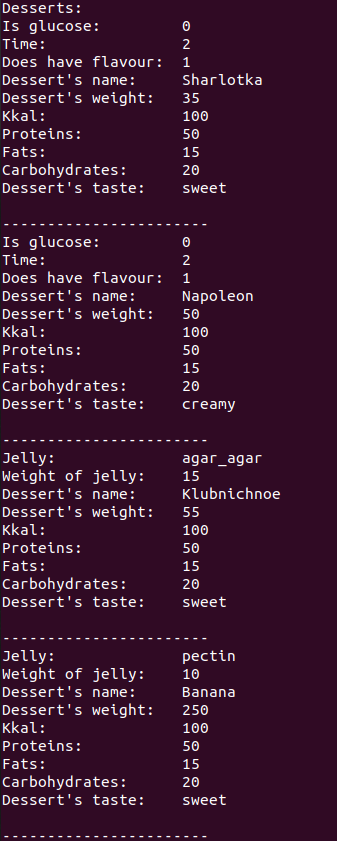 Desserts:
Is glucose: 0
Time: 2
Does have flavour: 1
Dessert's name: Sharlotka
Dessert's weight: 35
Kkal: 100
Proteins: 50
Fats: 15
Carbohydrates: 20
Dessert's taste: sweet
-----------------------
Is glucose: 0
Time: 2
Does have flavour: 1
Dessert's name: Napoleon
Dessert's weight: 50
Kkal: 100
Proteins: 50
Fats: 15
Carbohydrates: 20
Dessert's taste: creamy
-----------------------
Jelly: agar_agar
Weight of jelly: 15
Dessert's name: Klubnichnoe
Dessert's weight: 55
Kkal: 100
Proteins: 50
Fats: 15
Carbohydrates: 20
Dessert's taste: sweet
-----------------------
Jelly: pectin
Weight of jelly: 10
Dessert's name: Banana
Dessert's weight: 250
Kkal: 100
Proteins: 50
Fats: 15
Carbohydrates: 20
Dessert's taste: sweet
-----------------------